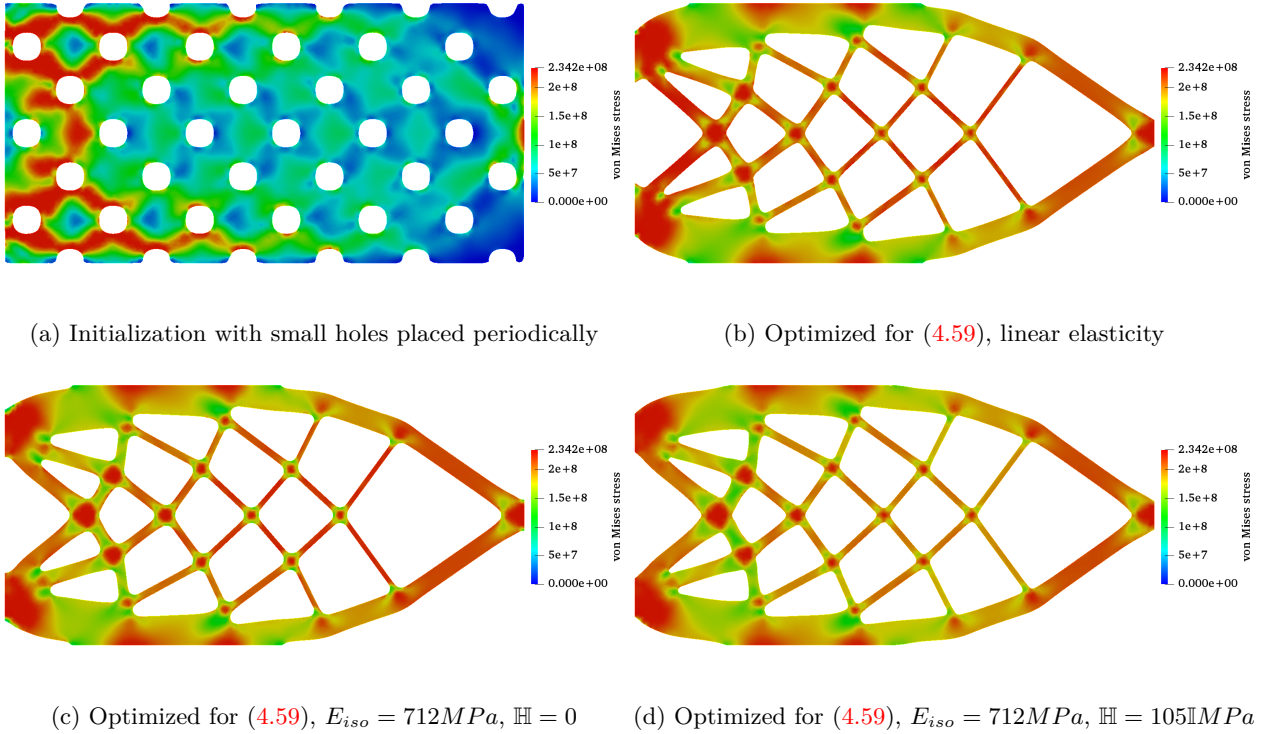 2.342e+08
2e+8
1.5e+8
1e+8
5e+7
0.000e+00
von Mises stress
2.342e+08
2e+8
1.5e+8
1e+8
5e+7
0.000e+00
von Mises stress
(a) Initialization with small holes placed periodically
(b) Optimized for (4.59), linear elasticity
2.342e+08
2e+8
1.5e+8
1e+8
5e+7
0.000e+00
von Mises stress
2.342e+08
2e+8
1.5e+8
1e+8
5e+7
0.000e+00
von Mises stress
(c) Optimized for (4.59), E_{iso} = 712MPa, ℍ = 0
(d) Optimized for (4.59), E_{iso} = 712MPa, ℍ = 105𝕀MPa